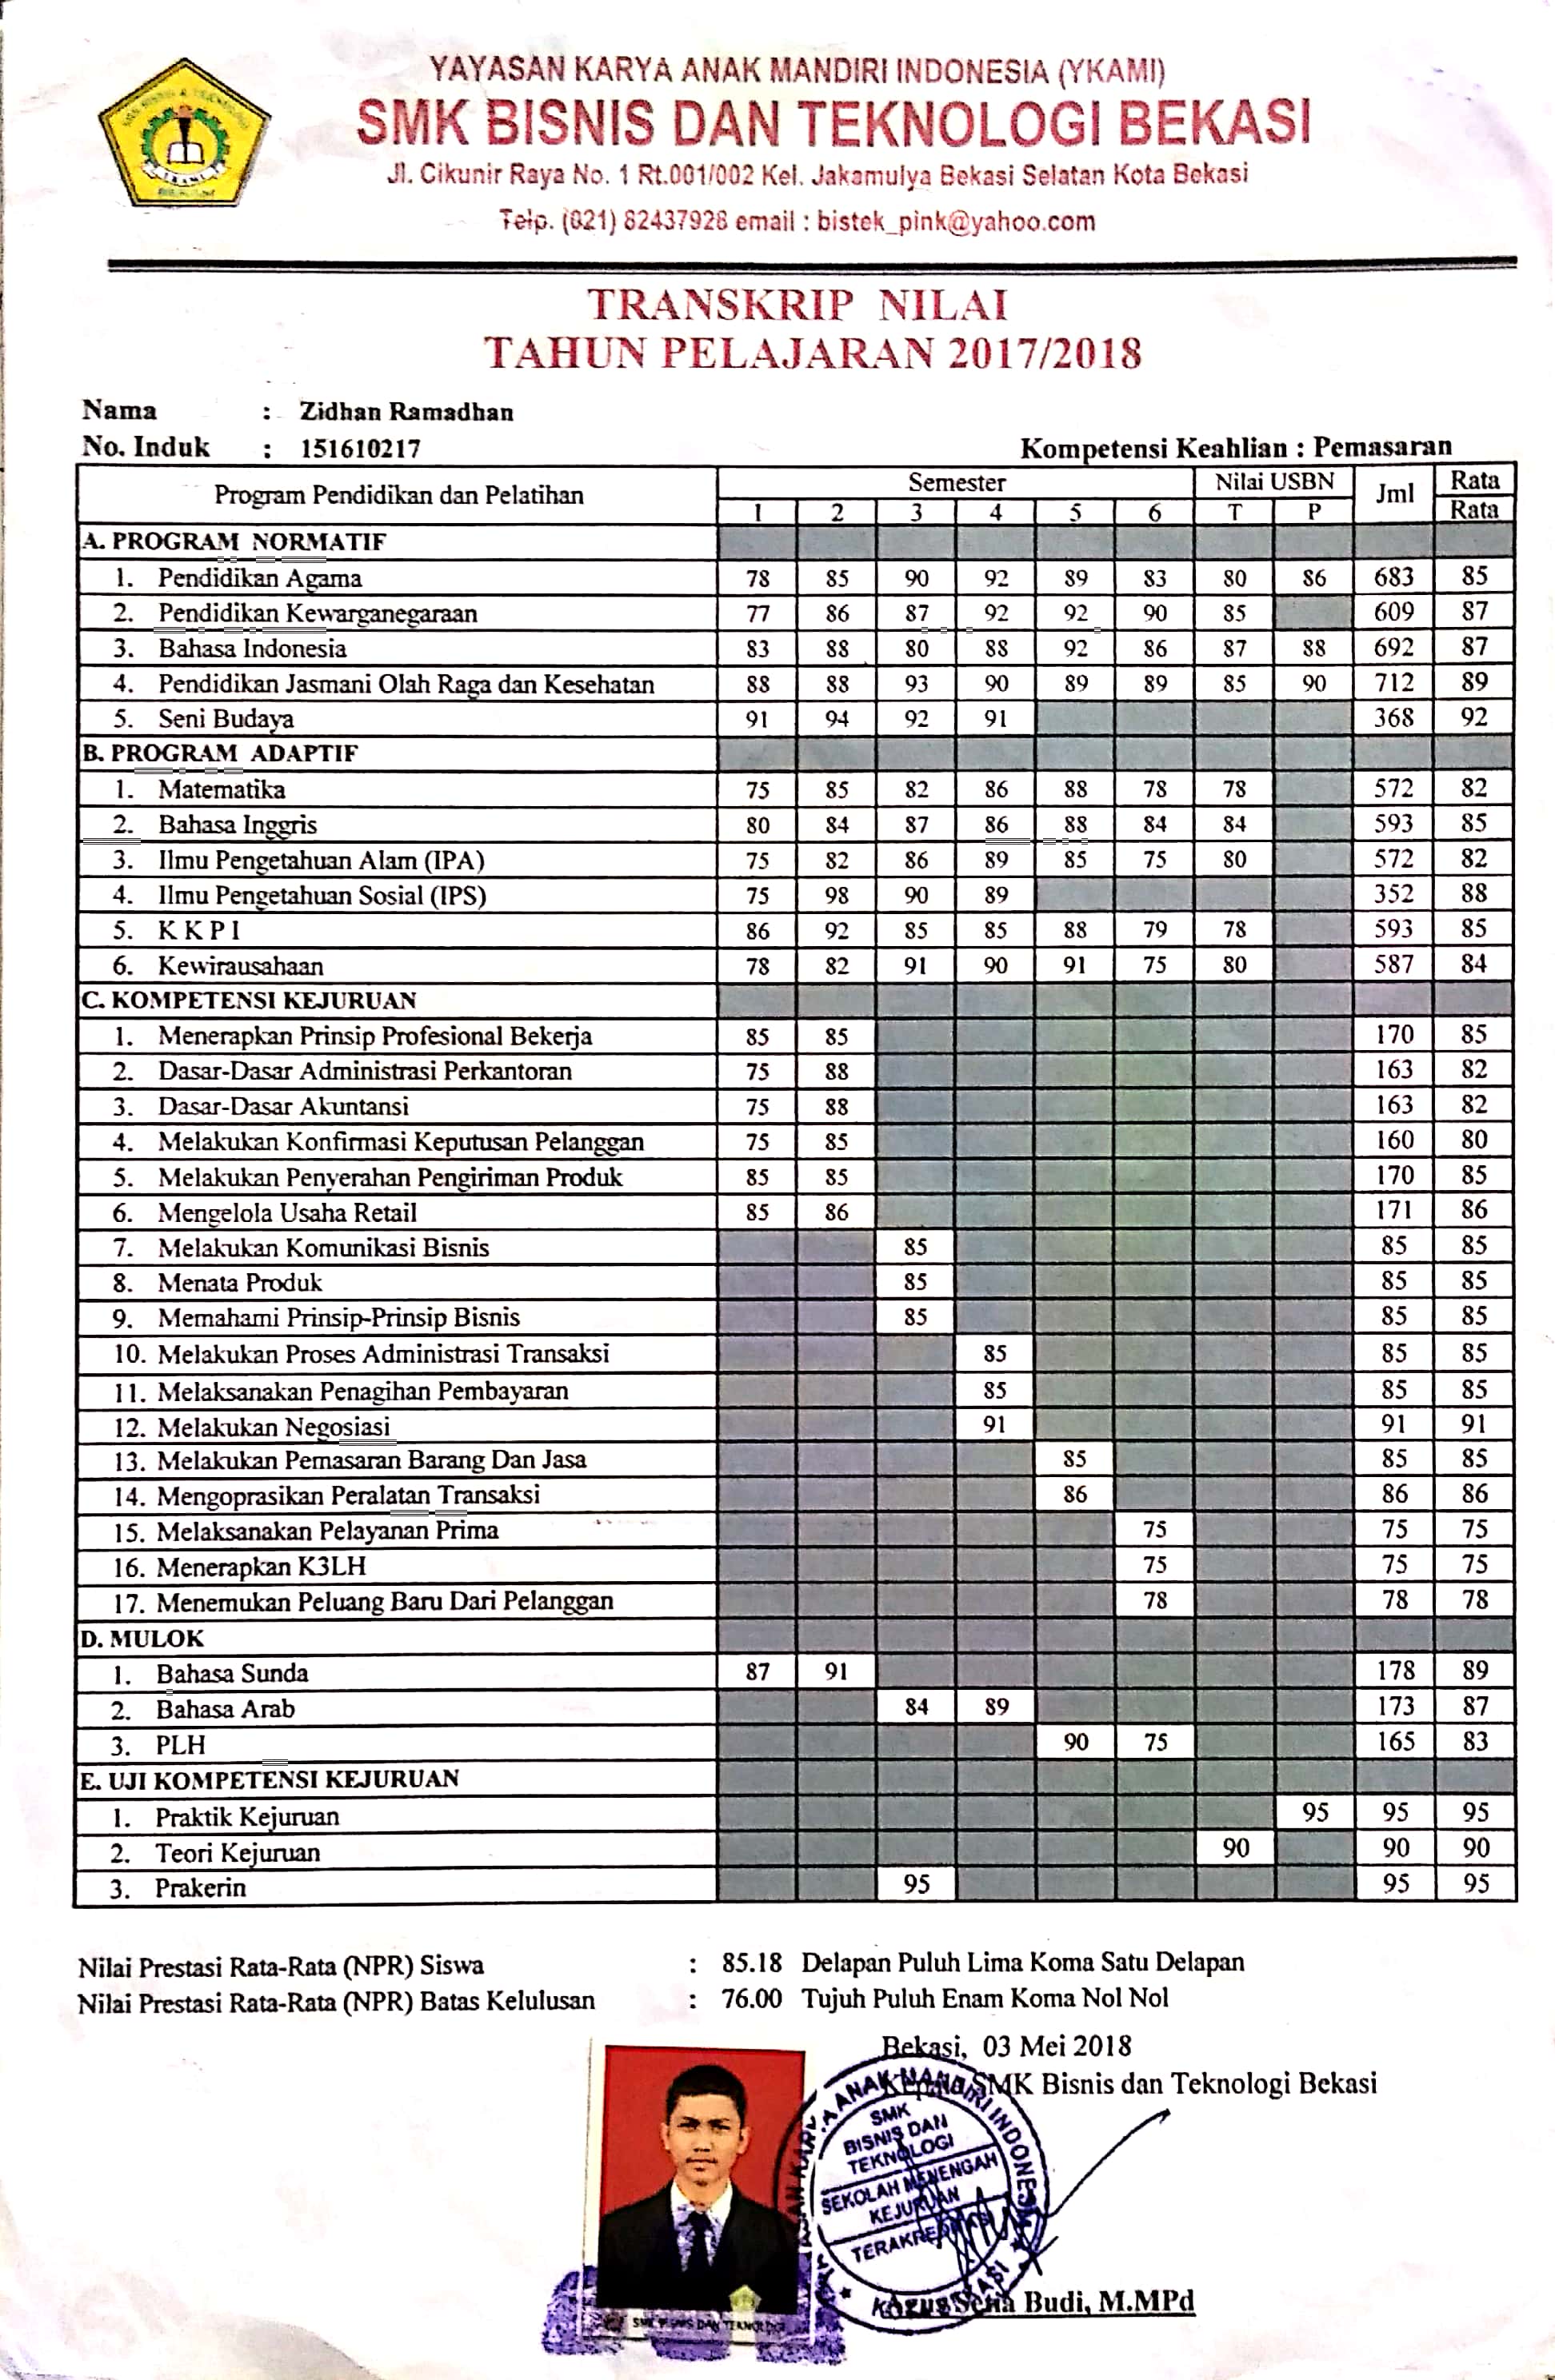 YAYASAN KARYA ANAK MANDIRI INDONESIA (YKAMI)
SMK BISNIS DAN TEKNOLOGI BEKASI
Jl. Cikunir Raya No. 1 Rt.001/002 Kel. Jakamulya Bekasi Selatan Kota Bekasi
Telp. (021) 82437928 email : bistek_pink@yahoo.com
TRANSKRIP NILAI
TAHUN PELAJARAN 2017/2018
Nama : Zidhan Ramadhan
No. Induk : 151610217 Kompetensi Keahlian : Pemasaran
Program Pendidikan dan Pelatihan Semester Nilai USBN Jml Rata
1 2 3 4 5 6 T P Rata
A. PROGRAM NORMATIF
1. Pendidikan Agama 78 85 90 92 89 83 80 86 683 85
2. Pendidikan Kewarganegaraan 77 86 87 92 92 90 85 609 87
3. Bahasa Indonesia 83 88 80 88 92 86 87 88 692 87
4. Pendidikan Jasmani Olah Raga dan Kesehatan 88 88 93 90 89 89 85 90 712 89
5. Seni Budaya 91 94 92 91 368 92
B. PROGRAM ADAPTIF
1. Matematika 75 85 82 86 88 78 78 572 82
2. Bahasa Inggris 80 84 87 86 88 84 84 593 85
3. Ilmu Pengetahuan Alam (IPA) 75 82 86 89 85 75 80 572 82
4. Ilmu Pengetahuan Sosial (IPS) 75 98 90 89 352 88
5. K K P I 86 92 85 85 88 79 78 593 85
6. Kewirausahaan 78 82 91 90 91 75 80 587 84
C. KOMPETENSI KEJURUAN
1. Menerapkan Prinsip Profesional Bekerja 85 85 170 85
2. Dasar-Dasar Administrasi Perkantoran 75 88 163 82
3. Dasar-Dasar Akuntansi 75 88 163 82
4. Melakukan Konfirmasi Keputusan Pelanggan 75 85 160 80
5. Melakukan Penyerahan Pengiriman Produk 85 85 170 85
6. Mengelola Usaha Retail 85 86 171 86
7. Melakukan Komunikasi Bisnis 85 85 85
8. Menata Produk 85 85 85
9. Memahami Prinsip-Prinsip Bisnis 85 85 85
10. Melakukan Proses Administrasi Transaksi 85 85 85
11. Melaksanakan Penagihan Pembayaran 85 85 85
12. Melakukan Negosiasi 91 91 91
13. Melakukan Pemasaran Barang Dan Jasa 85 85 85
14. Mengoprasikan Peralatan Transaksi 86 86 86
15. Melaksanakan Pelayanan Prima 75 75 75
16. Menerapkan K3LH 75 75 75
17. Menemukan Peluang Baru Dari Pelanggan 78 78 78
D. MULOK
1. Bahasa Sunda 87 91 178 89
2. Bahasa Arab 84 89 173 87
3. PLH 90 75 165 83
E. UJI KOMPETENSI KEJURUAN
1. Praktik Kejuruan 95 95 95
2. Teori Kejuruan 90 90 90
3. Prakerin 95 95 95
Nilai Prestasi Rata-Rata (NPR) Siswa : 85.18 Delapan Puluh Lima Koma Satu Delapan
Nilai Prestasi Rata-Rata (NPR) Batas Kelulusan : 76.00 Tujuh Puluh Enam Koma Nol Nol
Bekasi, 03 Mei 2018
Kepala SMK Bisnis dan Teknologi Bekasi
SMK
BISNIS DAN
TEKNOLOGI
SEKOLAH MENENGAH
KEJURUAN
Budi, M.MPd